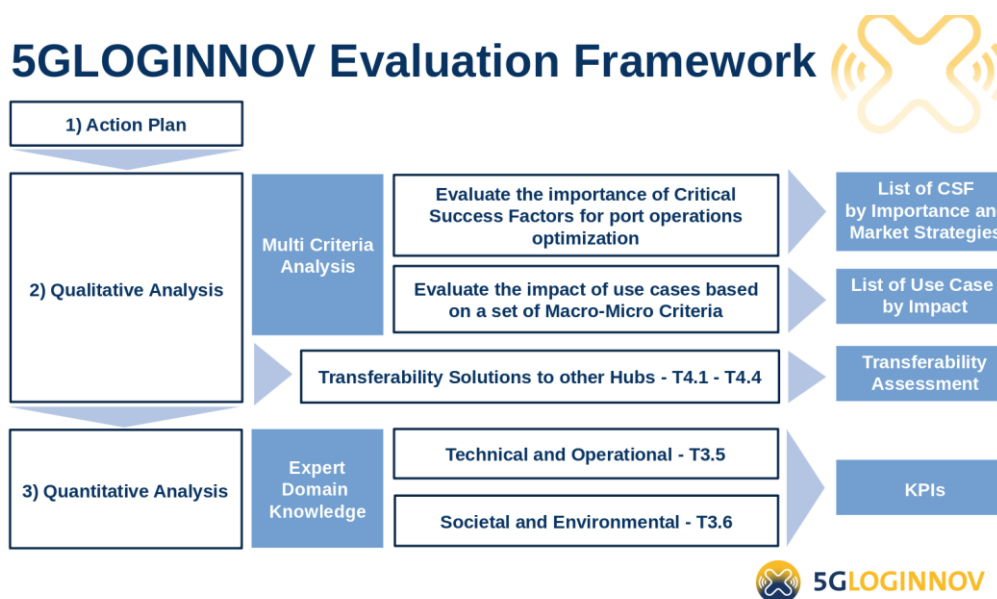 5GLOGINNOV Evaluation Framework
1) Action Plan
2) Qualitative Analysis
Multi Criteria
Analysis
Evaluate the importance of Critical
Success Factors for port operations
optimization
List of CSF
by Importance and
Market Strategies
Evaluate the impact of use cases based
on a set of Macro-Micro Criteria
List of Use Case
by Impact
Transferability Solutions to other Hubs - T4.1 - T4.4
Transferability
Assessment
3) Quantitative Analysis
Expert
Domain
Knowledge
Technical and Operational - T3.5
Societal and Environmental - T3.6
KPIs
5GLOGINNOV